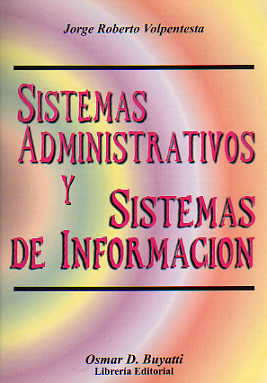 Jorge Roberto Volpentesta
SISTEMAS
ADMINISTRATIVOS
Y
SISTEMAS
DE INFORMACION
Osmar D. Buyatti
Librería Editorial